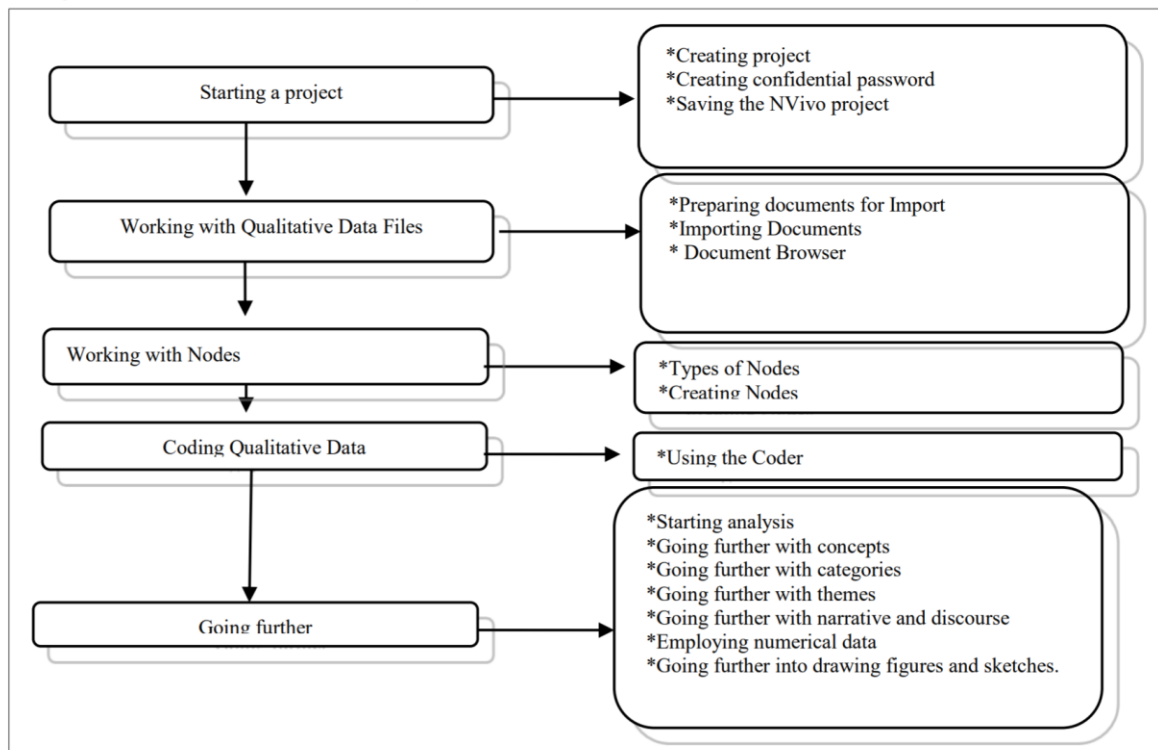 Starting a project
*Creating project
*Creating confidential password
*Saving the NVivo project
Working with Qualitative Data Files
*Preparing documents for Import
*Importing Documents
* Document Browser
Working with Nodes
*Types of Nodes
*Creating Nodes
Coding Qualitative Data
*Using the Coder
Going further
*Starting analysis
*Going further with concepts
*Going further with categories
*Going further with themes
*Going further with narrative and discourse
*Employing numerical data
*Going further into drawing figures and sketches.